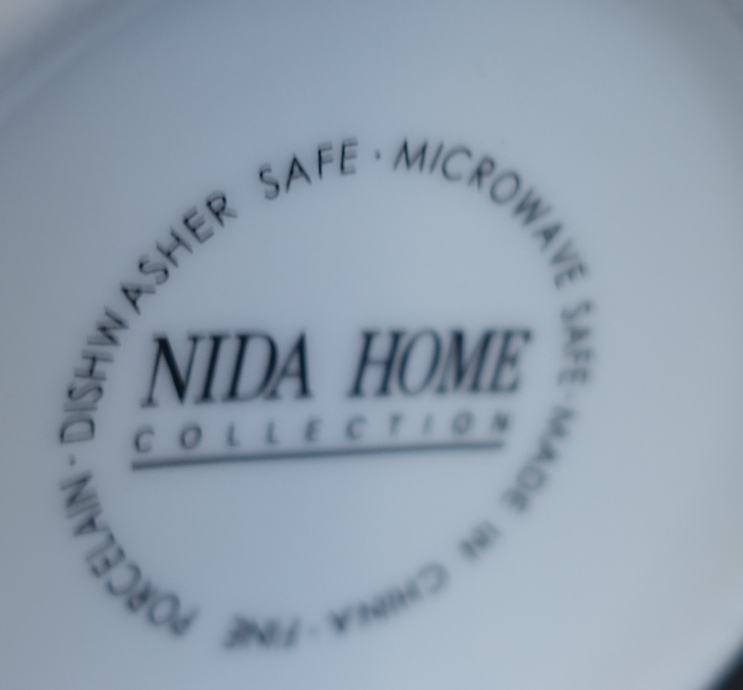 DISHWASHER SAFE · MICROWAVE SAFE · MADE IN CHINA · FINE PORCELAIN ·
NIDA HOME
COLLECTION